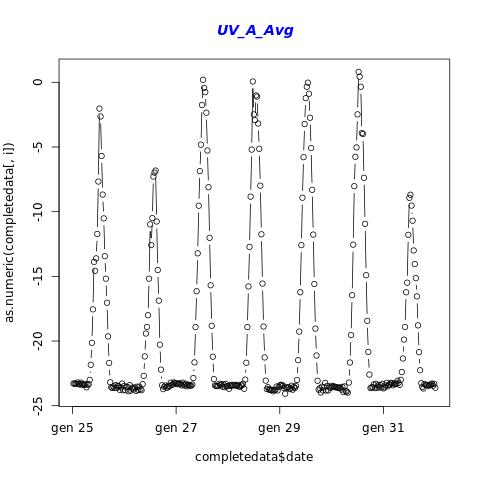 UV_A_Avg
as.numeric(completedata[, i])
0
-5
-10
-15
-20
-25
gen 25
gen 27
gen 29
gen 31
completedata$date